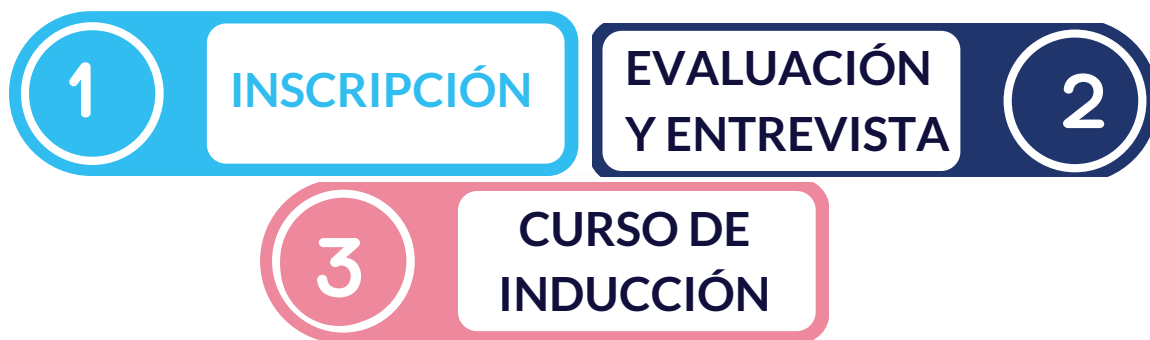 1
INSCRIPCIÓN
EVALUACIÓN
Y ENTREVISTA
2
3
CURSO DE
INDUCCIÓN